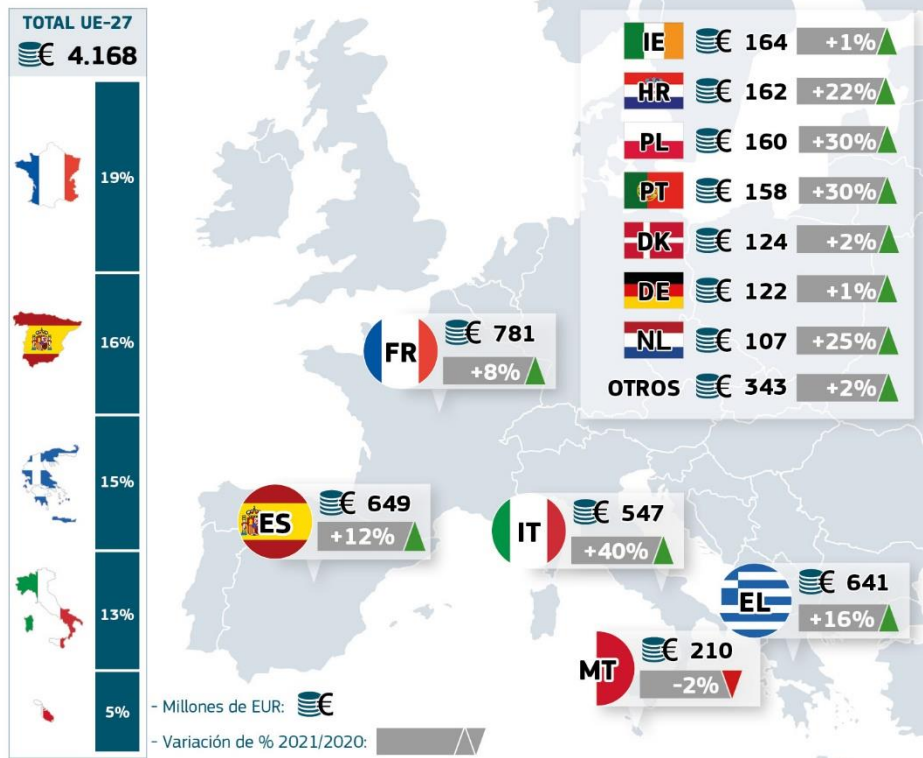 TOTAL UE-27
€ 4.168
19%
16%
15%
13%
5%
IE € 164 +1%
HR € 162 +22%
PL € 160 +30%
PT € 158 +30%
DK € 124 +2%
DE € 122 +1%
NL € 107 +25%
OTROS € 343 +2%
FR € 781
+8%
ES € 649
+12%
IT € 547
+40%
EL € 641
+16%
MT € 210
-2%
- Millones de EUR: €
- Variación de % 2021/2020: